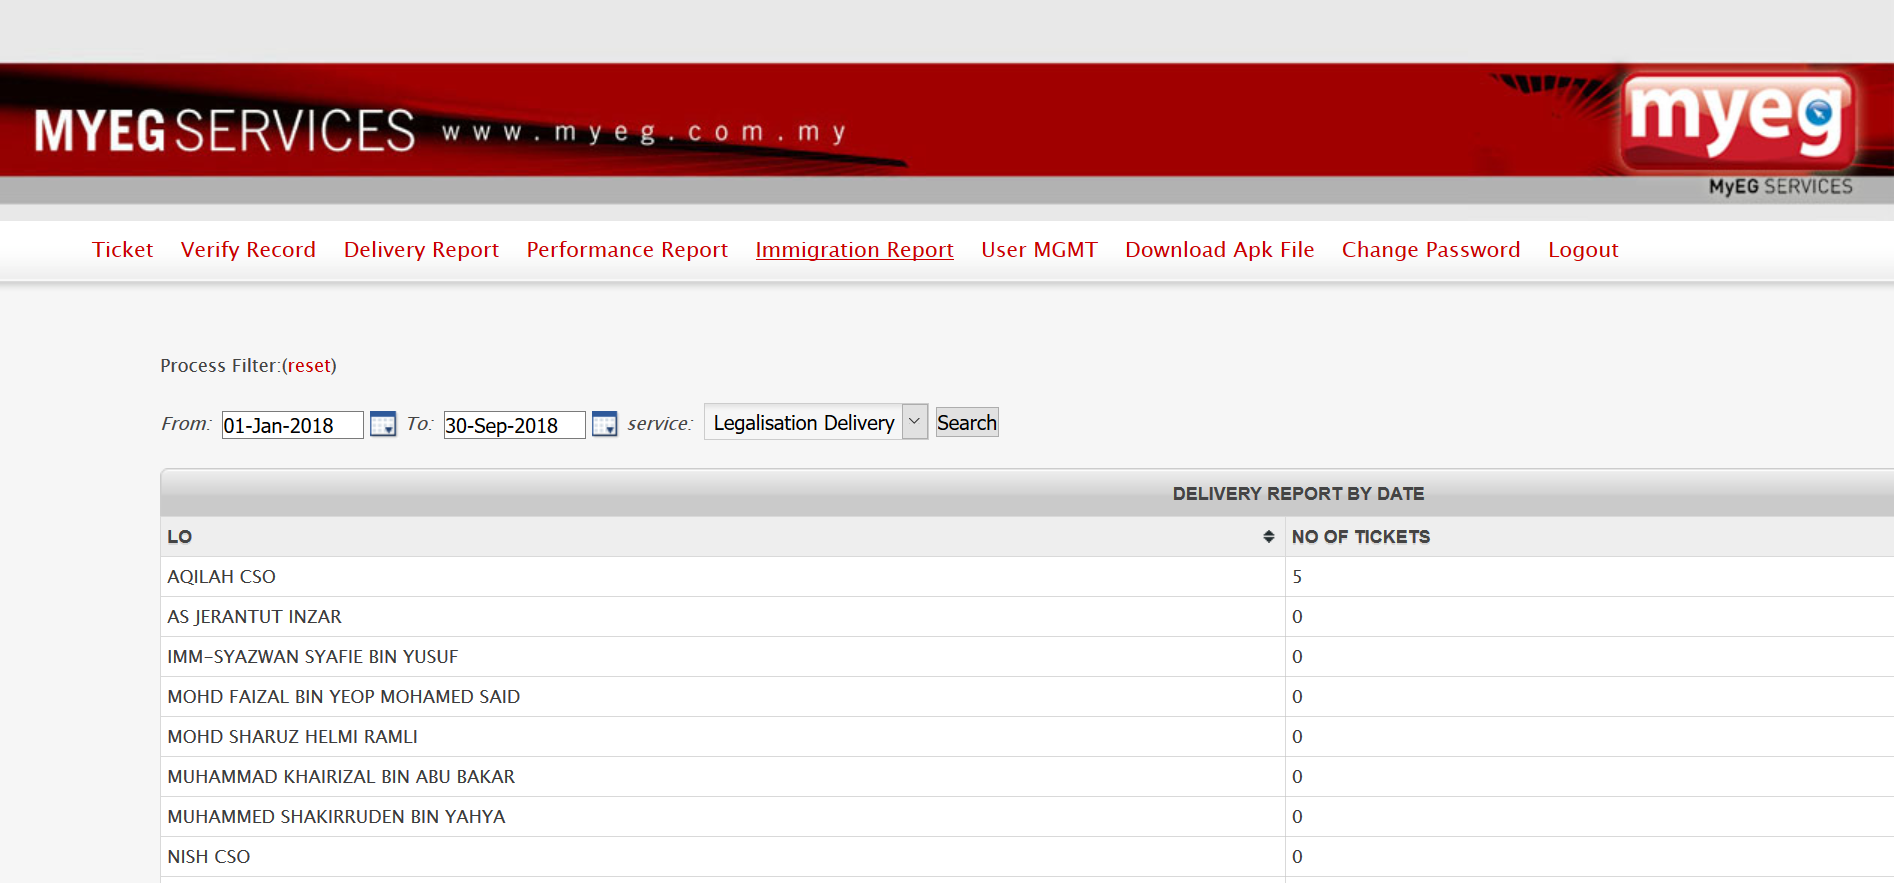 MYEG SERVICES www.myeg.com.my
myeg
MyEG SERVICES
Ticket Verify Record Delivery Report Performance Report Immigration Report User MGMT Download Apk File Change Password Logout
Process Filter:(reset)
From: 01-Jan-2018 To: 30-Sep-2018 service: Legalisation Delivery Search
DELIVERY REPORT BY DATE
LO NO OF TICKETS
AQILAH CSO 5
AS JERANTUT INZAR 0
IMM-SYAZWAN SYAFIE BIN YUSUF 0
MOHD FAIZAL BIN YEOP MOHAMED SAID 0
MOHD SHARUZ HELMI RAMLI 0
MUHAMMAD KHAIRIZAL BIN ABU BAKAR 0
MUHAMMED SHAKIRRUDEN BIN YAHYA 0
NISH CSO 0